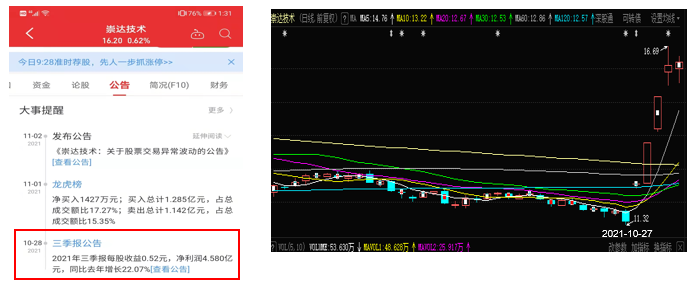 76% 1:31
崇达技术
16.20 0.62%
今日9:28准时荐股，先人一步抓涨停>>
资金 论股 公告 简况(F10) 财务
大事提醒 更多
11-02 发布公告 延伸阅读
2021
《崇达技术：关于股票交易异常波动的公告》
[查看公告]
11-01 龙虎榜
2021
净买入1427万元；买入总计1.285亿元，占总
成交额比17.27%；卖出总计1.142亿元，占总
成交额比15.35%
10-28 三季报公告
2021
2021年三季报每股收益0.52元，净利润4.580亿
元，同比去年增长22.07%[查看公告]
崇达技术 (日线.前复权) ? MA MA5:14.76 MA10:13.22 MA20:12.67 MA30:12.53 MA60:12.86 MA120:12.57 深股通 可转债 设置均线
16.69
11.32
2021-10-27
? VOL(5,10) VOLUME:53.630万 MAVOL1:48.628万 MAVOL2:29.917万 改参数 加指标 换指标